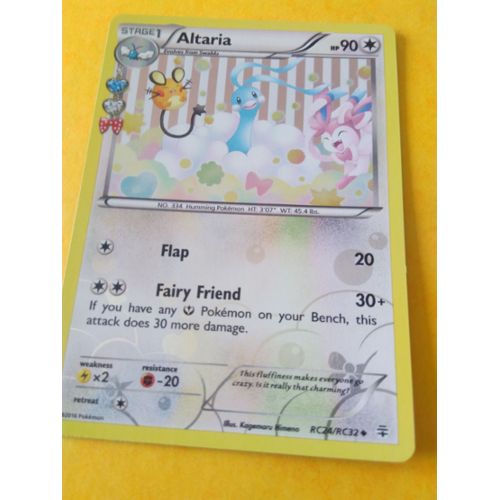 STAGE1
Altaria
HP90
Evolves from Swablu
NO. 334 Humming Pokémon HT: 3'07" WT: 45.4 lbs.
Flap 20
Fairy Friend 30+
If you have any Pokémon on your Bench, this
attack does 30 more damage.
weakness
×2
resistance
-20
retreat
This fluffiness makes everyone go
crazy. Is it really that charming?
©2016 Pokémon
Illus. Kagemaru Himeno
RC24/RC32